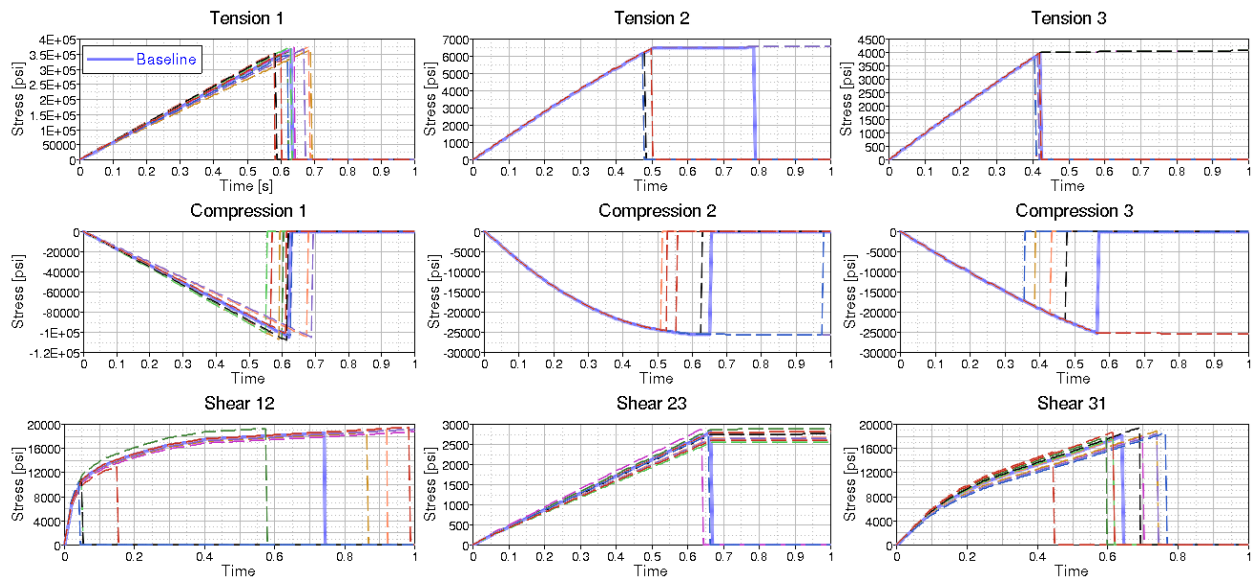 Tension 1
Tension 2
Tension 3
Stress [psi]
4E+05
3.5E+05
3E+05
2.5E+05
2E+05
1.5E+05
1E+05
50000
0
Baseline
0 0.1 0.2 0.3 0.4 0.5 0.6 0.7 0.8 0.9 1
Time [s]
Stress [psi]
7000
6000
5000
4000
3000
2000
1000
0
0 0.1 0.2 0.3 0.4 0.5 0.6 0.7 0.8 0.9 1
Time
Stress [psi]
4500
4000
3500
3000
2500
2000
1500
1000
500
0
0 0.1 0.2 0.3 0.4 0.5 0.6 0.7 0.8 0.9 1
Time
Compression 1
Compression 2
Compression 3
Stress [psi]
0
-20000
-40000
-60000
-80000
-1E+05
-1.2E+05
0 0.1 0.2 0.3 0.4 0.5 0.6 0.7 0.8 0.9 1
Time
Stress [psi]
0
-5000
-10000
-15000
-20000
-25000
-30000
0 0.1 0.2 0.3 0.4 0.5 0.6 0.7 0.8 0.9 1
Time
Stress [psi]
0
-5000
-10000
-15000
-20000
-25000
-30000
0 0.1 0.2 0.3 0.4 0.5 0.6 0.7 0.8 0.9 1
Time
Shear 12
Shear 23
Shear 31
Stress [psi]
20000
16000
12000
8000
4000
0
0 0.2 0.4 0.6 0.8 1
Time
Stress [psi]
3000
2500
2000
1500
1000
500
0
0 0.1 0.2 0.3 0.4 0.5 0.6 0.7 0.8 0.9 1
Time
Stress [psi]
20000
16000
12000
8000
4000
0
0 0.2 0.4 0.6 0.8 1
Time